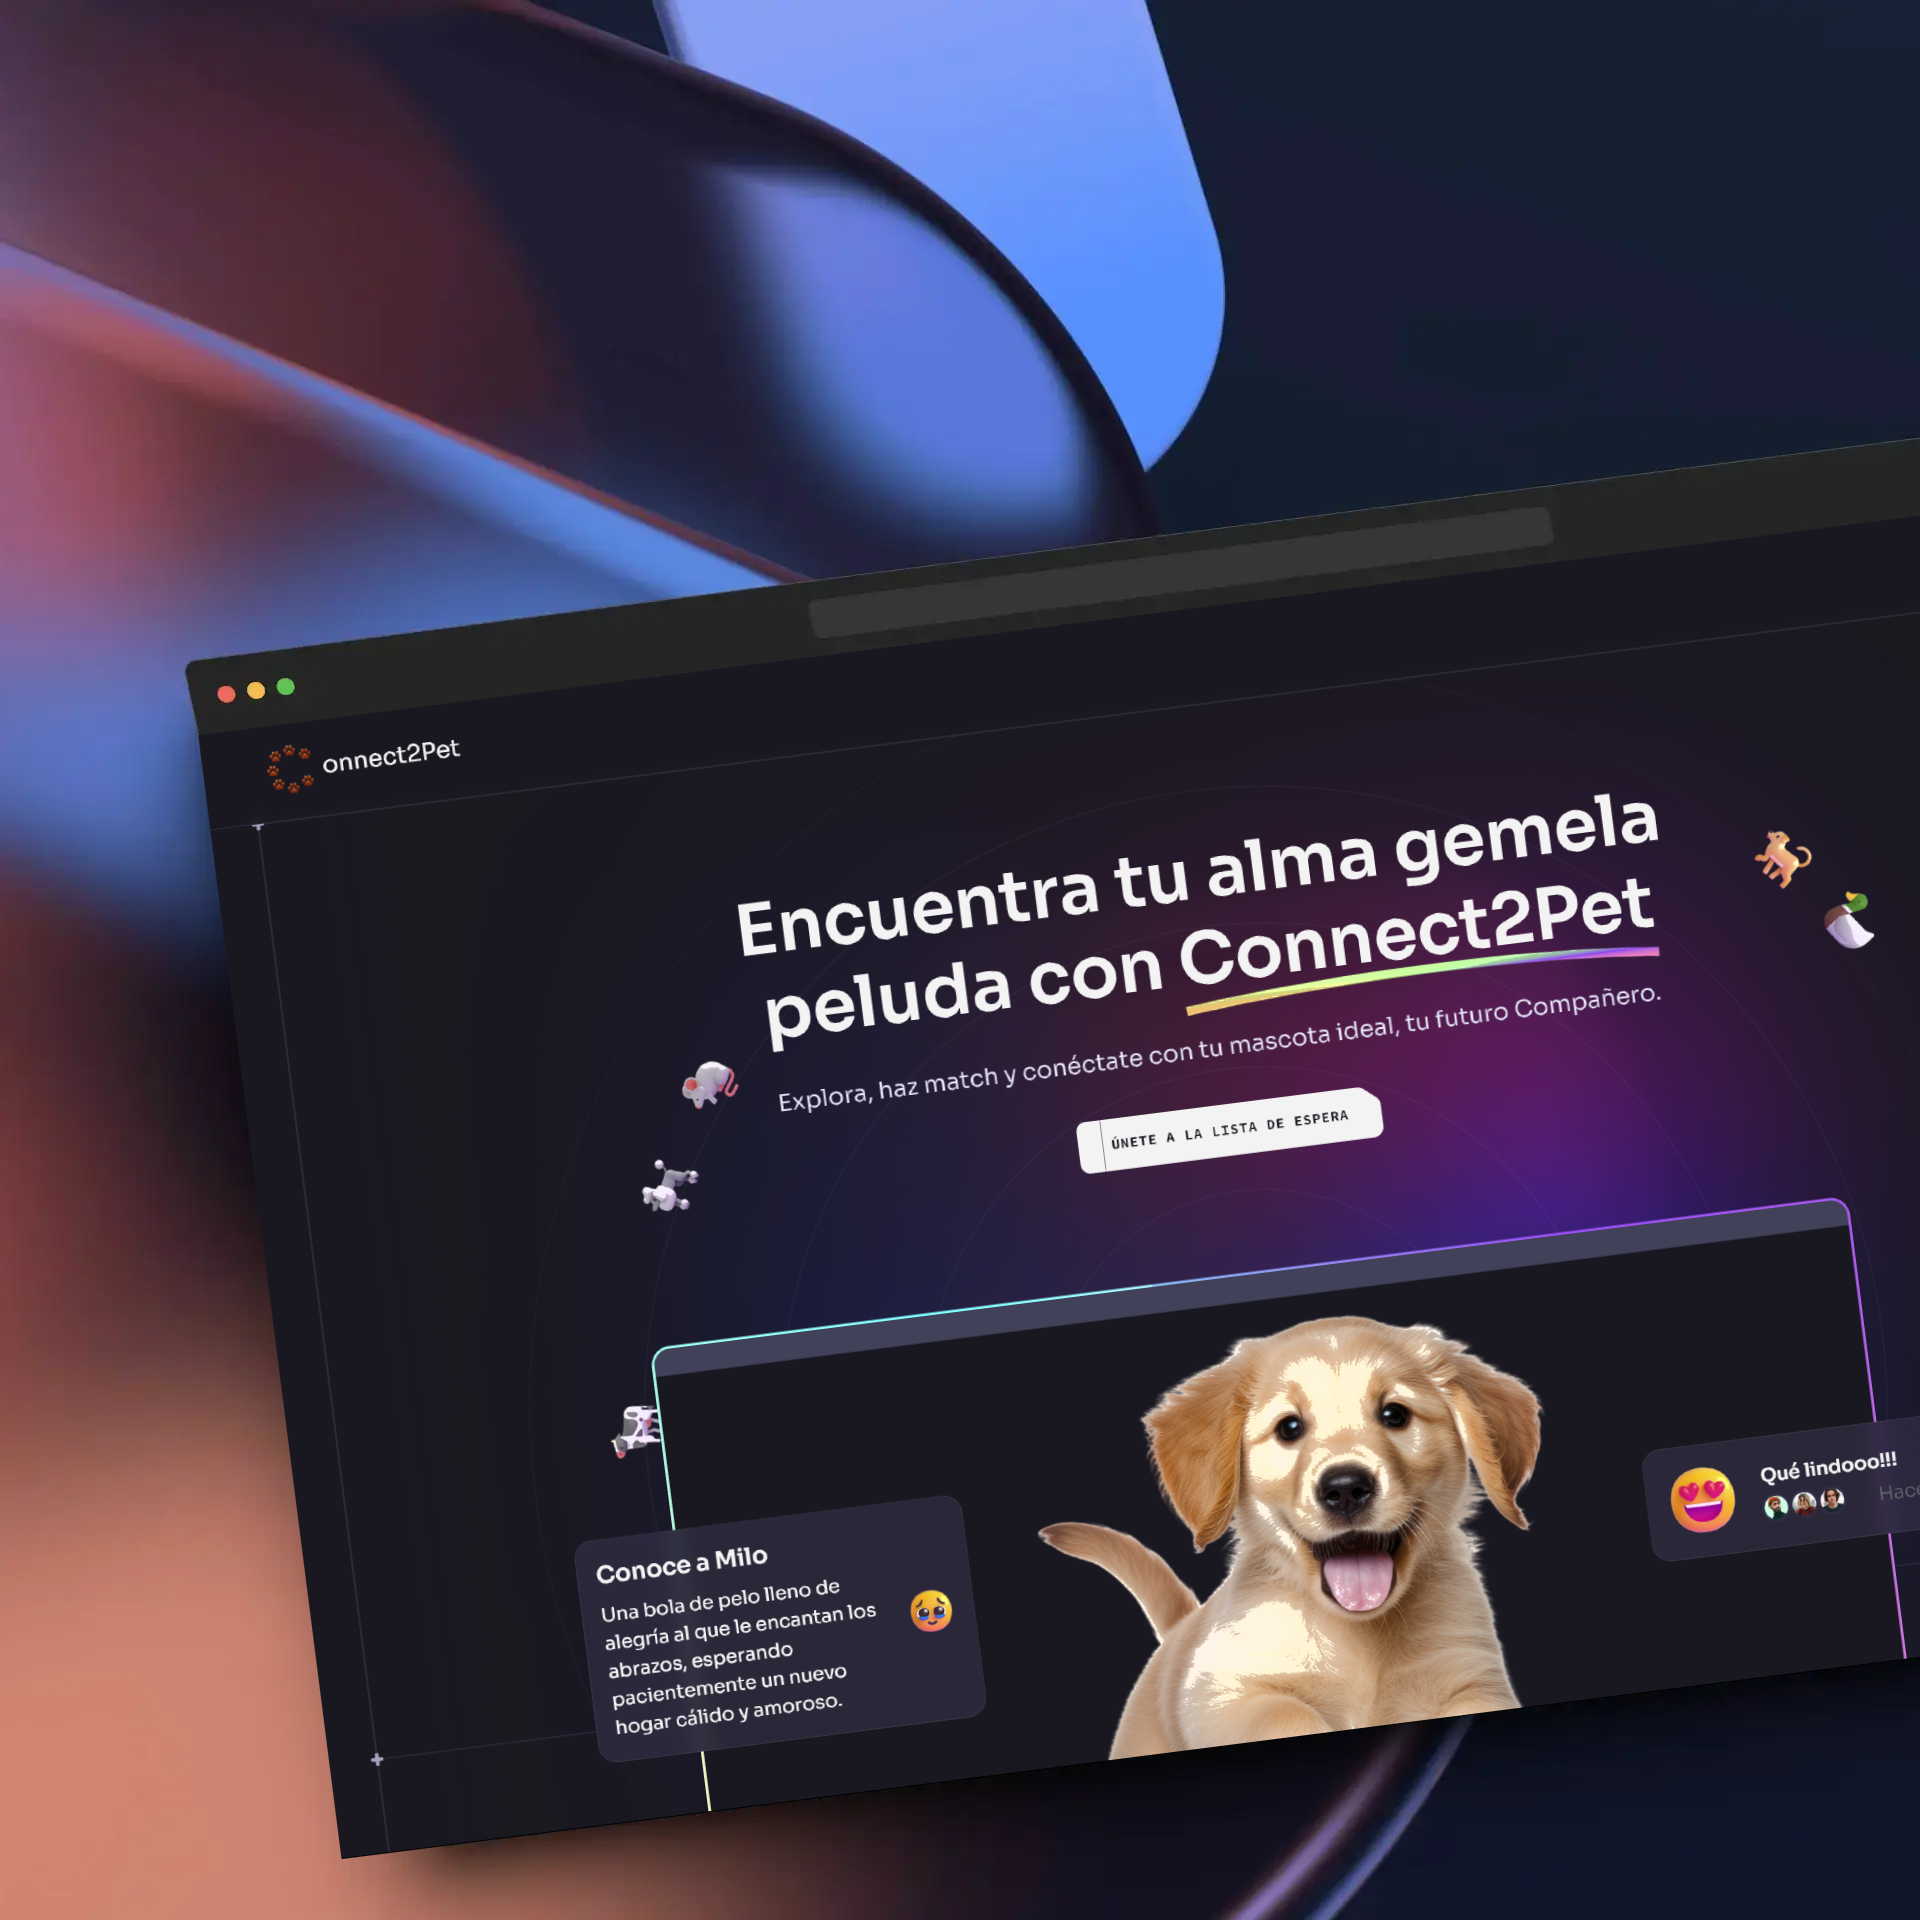 onnect2Pet
Encuentra tu alma gemela
peluda con Connect2Pet
Explora, haz match y conéctate con tu mascota ideal, tu futuro Compañero.
ÚNETE A LA LISTA DE ESPERA
Conoce a Milo
Una bola de pelo lleno de
alegría al que le encantan los
abrazos, esperando
pacientemente un nuevo
hogar cálido y amoroso.
Qué lindooo!!!
Hace